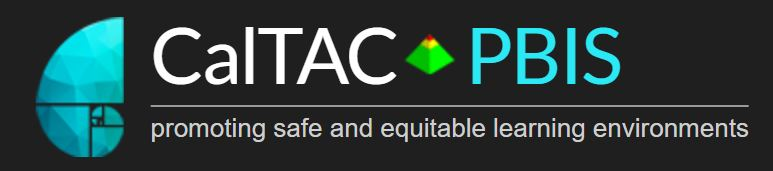 CalTAC PBIS
promoting safe and equitable learning environments